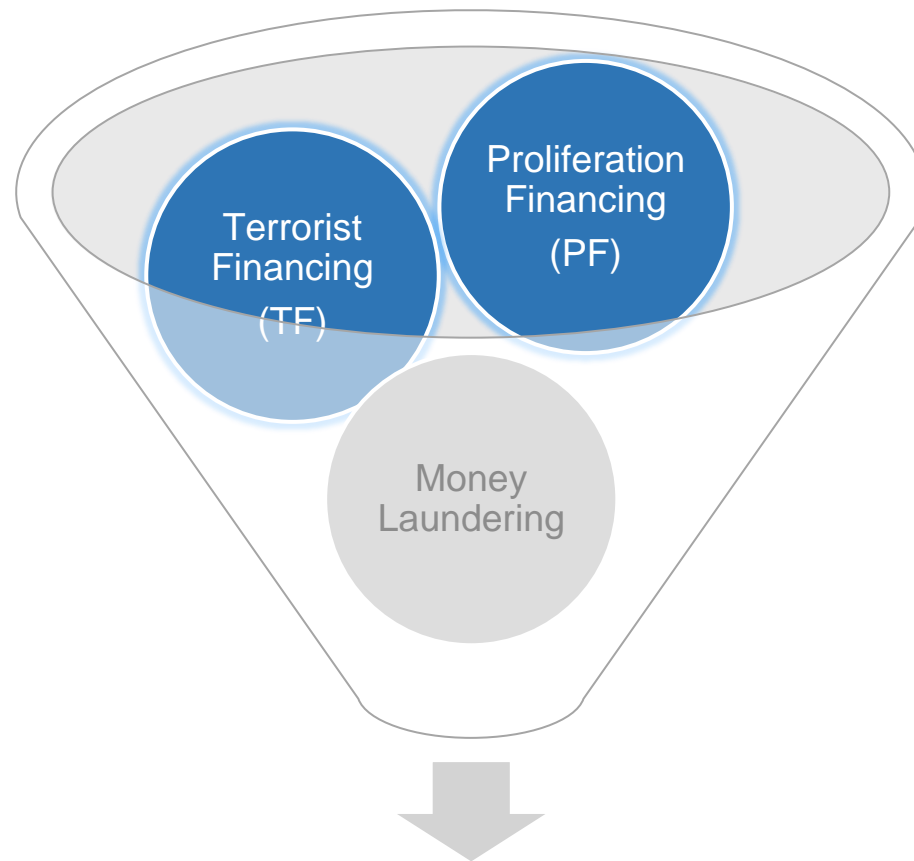 Proliferation
Financing
(PF)
Terrorist
Financing
(TF)
Money
Laundering